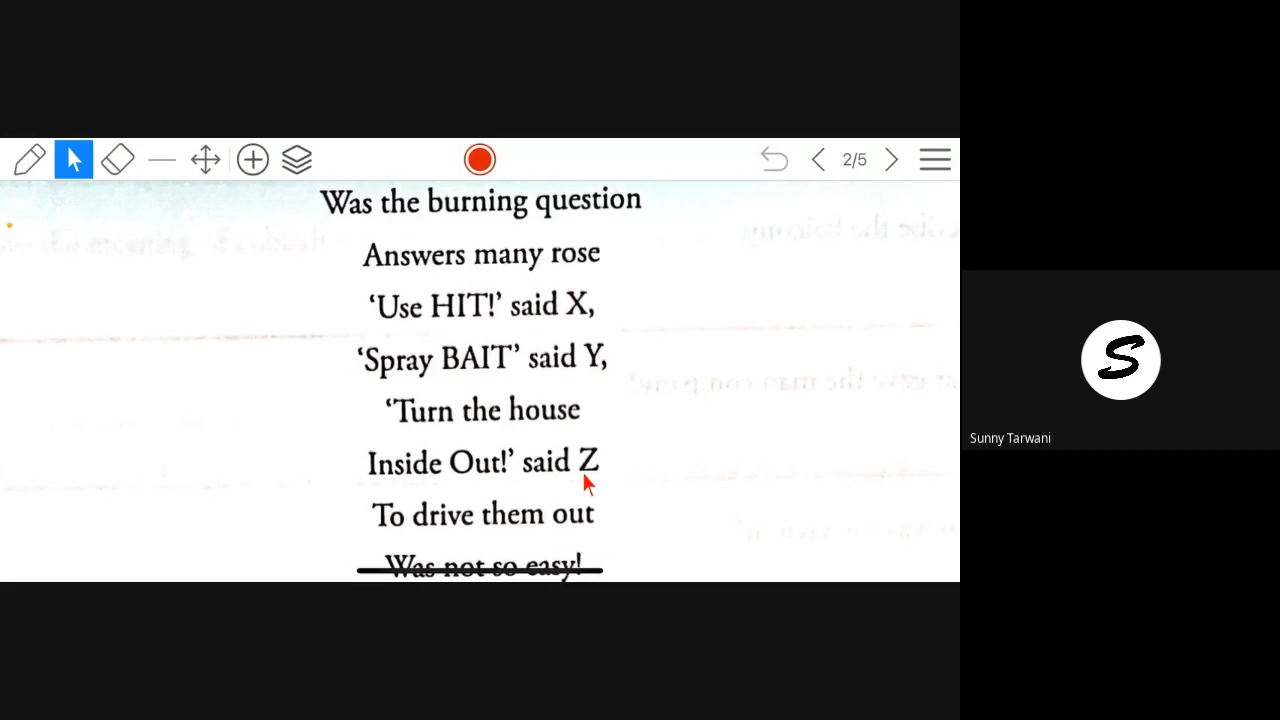 2/5
Was the burning question
Answers many rose
‘Use HIT!’ said X,
‘Spray BAIT’ said Y,
‘Turn the house
Inside Out!’ said Z
To drive them out
Was not so easy!
S
Sunny Tarwani